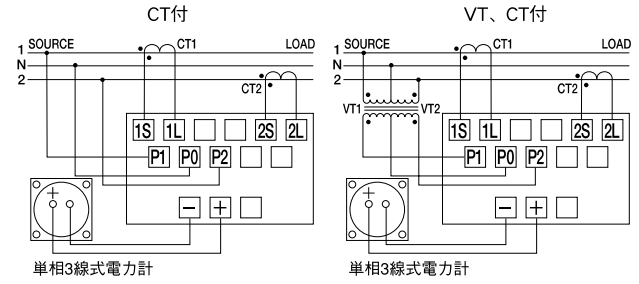 CT付
1 SOURCE CT1 LOAD
N
2
CT2
1S 1L 2S 2L
P1 P0 P2
+ − +
単相3線式電力計
VT、CT付
1 SOURCE CT1 LOAD
N
2
CT2
VT1 VT2
1S 1L 2S 2L
P1 P0 P2
+ − +
単相3線式電力計